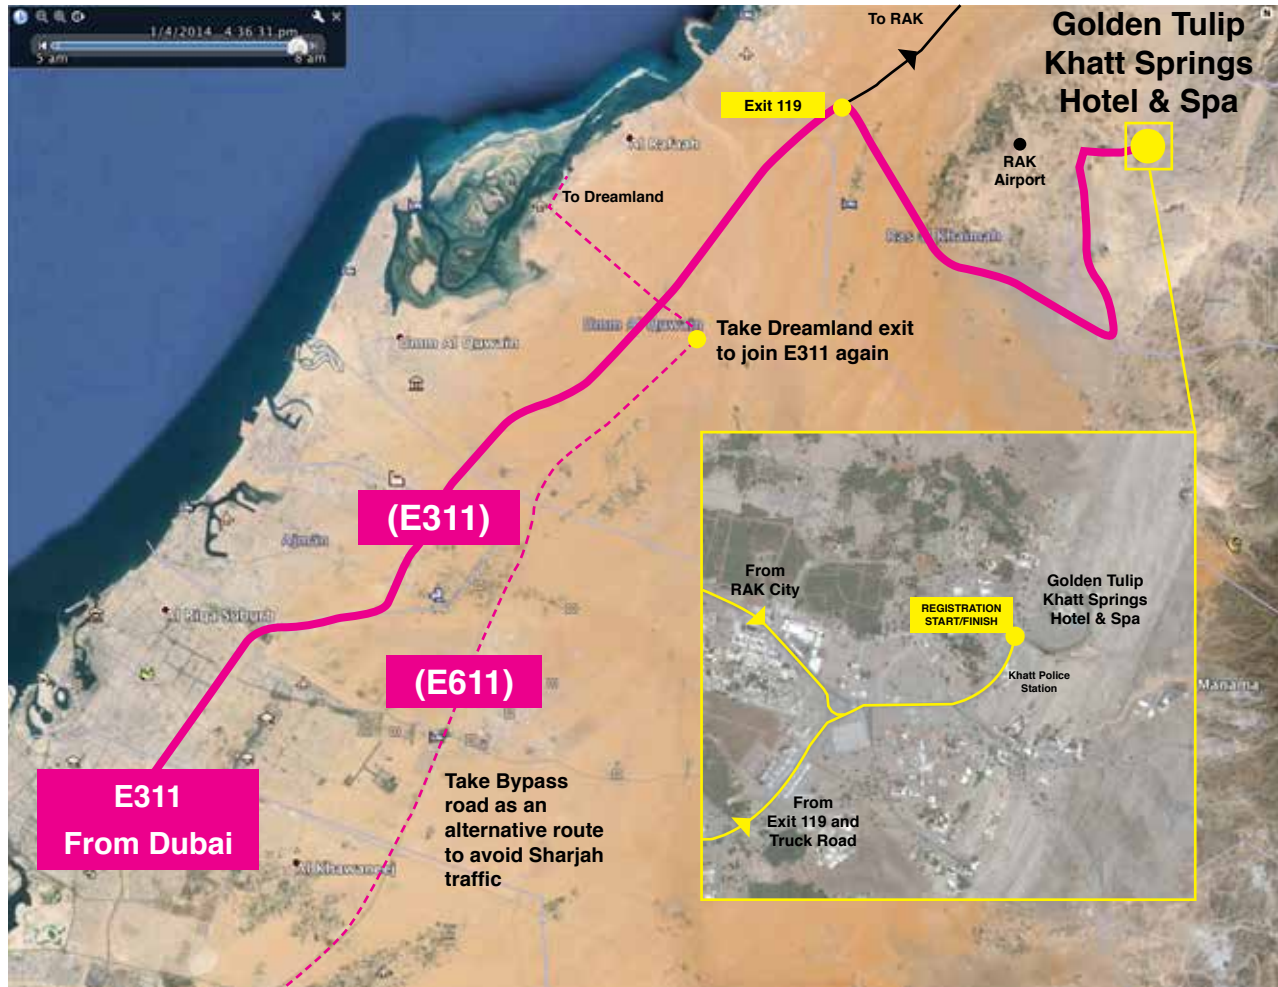 1/4/2014 4:36:31 pm
5 am
8 am
To RAK
N
Golden Tulip
Khatt Springs
Hotel & Spa
Exit 119
Al Rafaah
RAK
Airport
To Dreamland
Ras al Khaimah
Umm Al Quwain
Take Dreamland exit
to join E311 again
Umm Al Quwain
(E311)
Ajman
From
RAK City
Golden Tulip
Khatt Springs
Hotel & Spa
REGISTRATION
START/FINISH
Al Riqa Suburb
(E611)
Khatt Police
Station
Manama
E311
From Dubai
Take Bypass
road as an
alternative route
to avoid Sharjah
traffic
From
Exit 119 and
Truck Road
Al Khawaneej